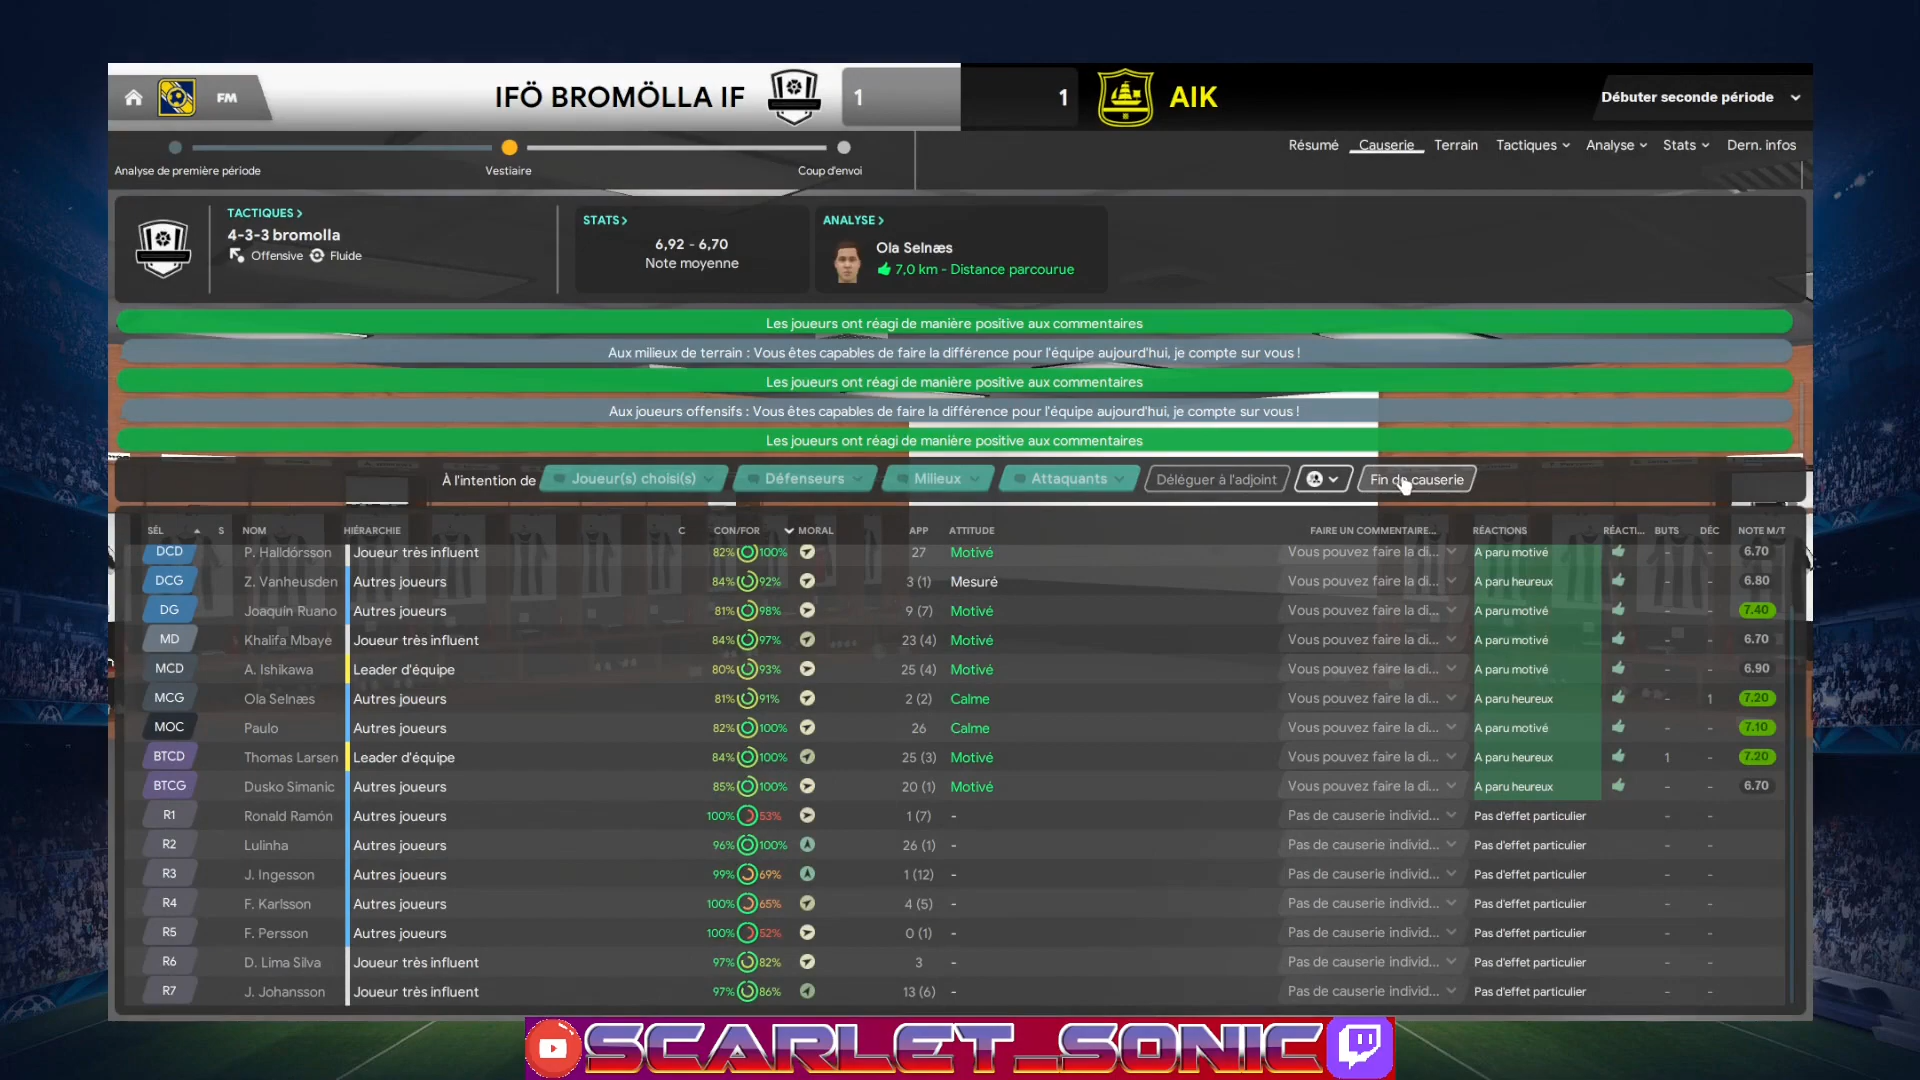 FM
IFÖ BROMÖLLA IF
1
1
AIK
Débuter seconde période
Analyse de première période
Vestiaire
Coup d'envoi
Résumé
Causerie
Terrain
Tactiques
Analyse
Stats
Dern. infos
TACTIQUES >
4-3-3 bromolla
Offensive
Fluide
STATS >
6,92 - 6,70
Note moyenne
ANALYSE >
Ola Selnæs
7,0 km - Distance parcourue
Les joueurs ont réagi de manière positive aux commentaires
Aux milieux de terrain : Vous êtes capables de faire la différence pour l'équipe aujourd'hui, je compte sur vous !
Les joueurs ont réagi de manière positive aux commentaires
Aux joueurs offensifs : Vous êtes capables de faire la différence pour l'équipe aujourd'hui, je compte sur vous !
Les joueurs ont réagi de manière positive aux commentaires
À l'intention de
Joueur(s) choisi(s)
Défenseurs
Milieux
Attaquants
Déléguer à l'adjoint
Fin de causerie
SÉL S NOM HIÉRARCHIE C CON/FOR MORAL APP ATTITUDE FAIRE UN COMMENTAIRE... RÉACTIONS RÉACTI... BUTS DÉC NOTE M/T
DCD P. Halldórsson Joueur très influent 82% 100% 27 Motivé Vous pouvez faire la di... A paru motivé - - 6.70
DCG Z. Vanheusden Autres joueurs 84% 92% 3 (1) Mesuré Vous pouvez faire la di... A paru heureux - - 6.80
DG Joaquín Ruano Autres joueurs 81% 98% 9 (7) Motivé Vous pouvez faire la di... A paru motivé - - 7.40
MD Khalifa Mbaye Joueur très influent 84% 97% 23 (4) Motivé Vous pouvez faire la di... A paru motivé - - 6.70
MCD A. Ishikawa Leader d'équipe 80% 93% 25 (4) Motivé Vous pouvez faire la di... A paru motivé - - 6.90
MCG Ola Selnæs Autres joueurs 81% 91% 2 (2) Calme Vous pouvez faire la di... A paru heureux - 1 7.20
MOC Paulo Autres joueurs 82% 100% 26 Calme Vous pouvez faire la di... A paru motivé - - 7.10
BTCD Thomas Larsen Leader d'équipe 84% 100% 25 (3) Motivé Vous pouvez faire la di... A paru heureux 1 - 7.20
BTCG Dusko Simanic Autres joueurs 85% 100% 20 (1) Motivé Vous pouvez faire la di... A paru heureux - - 6.70
R1 Ronald Ramón Autres joueurs 100% 53% 1 (7) - Pas de causerie individ... Pas d'effet particulier - -
R2 Lulinha Autres joueurs 96% 100% 26 (1) - Pas de causerie individ... Pas d'effet particulier - -
R3 J. Ingesson Autres joueurs 99% 69% 1 (12) - Pas de causerie individ... Pas d'effet particulier - -
R4 F. Karlsson Autres joueurs 100% 65% 4 (5) - Pas de causerie individ... Pas d'effet particulier - -
R5 F. Persson Autres joueurs 100% 52% 0 (1) - Pas de causerie individ... Pas d'effet particulier - -
R6 D. Lima Silva Joueur très influent 97% 82% 3 - Pas de causerie individ... Pas d'effet particulier - -
R7 J. Johansson Joueur très influent 97% 86% 13 (6) - Pas de causerie individ... Pas d'effet particulier - -
SCARLET_SONIC